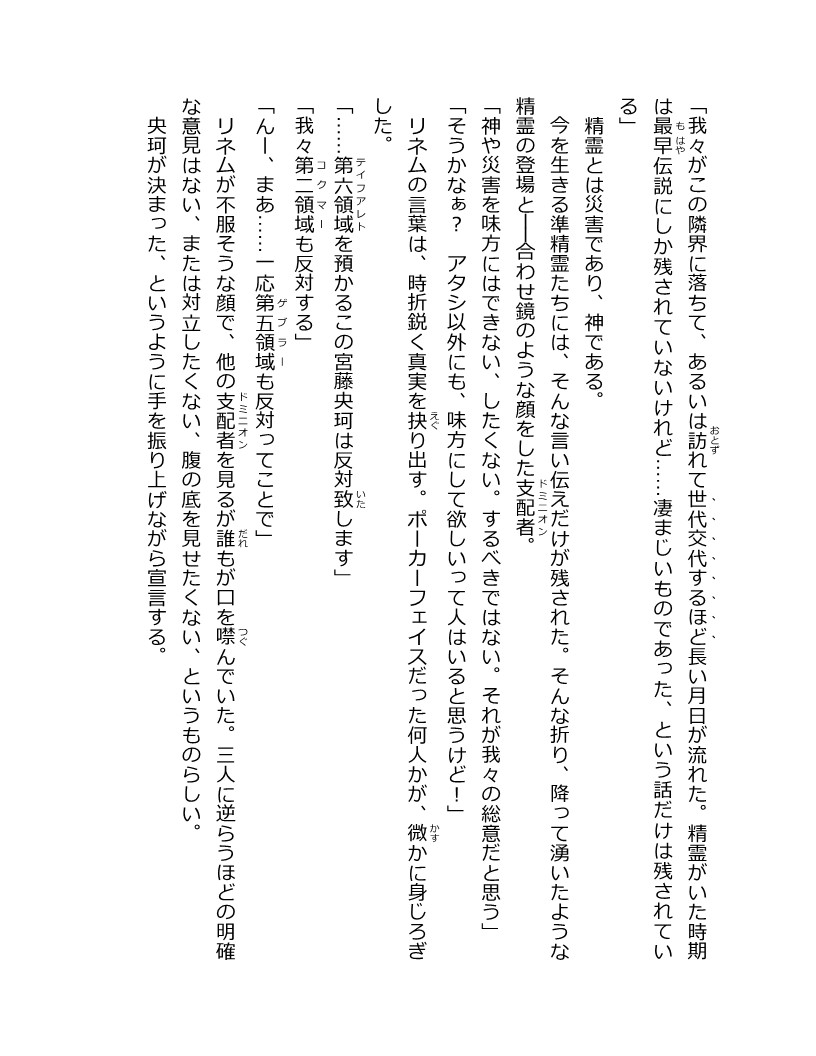 「我々がこの隣界に落ちて、あるいは訪れて世代交代するほど長い月日が流れた。精霊がいた時期
は最早伝説にしか残されていないけれど……凄まじいものであった、という話だけは残されてい
る」
精霊とは災害であり、神である。
今を生きる準精霊たちには、そんな言い伝えだけが残された。そんな折り、降って湧いたような
精霊の登場と――合わせ鏡のような顔をした支配者。
「神や災害を味方にはできない、したくない。するべきではない。それが我々の総意だと思う」
「そうかなぁ？　アタシ以外にも、味方にして欲しいって人はいると思うけど！」
リネムの言葉は、時折鋭く真実を抉り出す。ポーカーフェイスだった何人かが、微かに身じろぎ
した。
「……第六領域を預かるこの宮藤央珂は反対致します」
「我々第二領域も反対する」
「んー、まあ……一応第五領域も反対ってことで」
リネムが不服そうな顔で、他の支配者を見るが誰もが口を噤んでいた。三人に逆らうほどの明確
な意見はない、または対立したくない、腹の底を見せたくない、というものらしい。
央珂が決まった、というように手を振り上げながら宣言する。